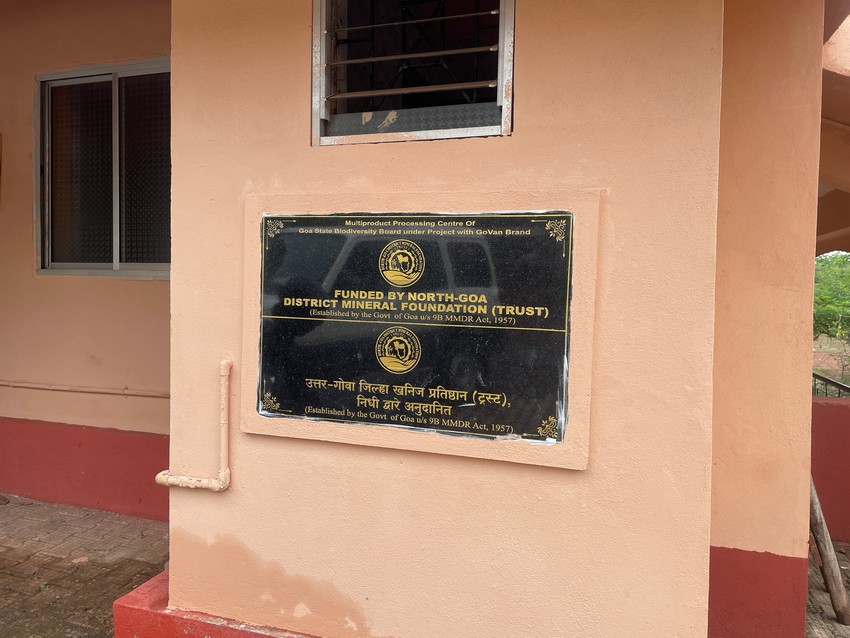 Multiproduct Processing Centre Of
Goa State Biodiversity Board under Project with GoVan Brand
FUNDED BY NORTH-GOA
DISTRICT MINERAL FOUNDATION (TRUST)
(Established by the Govt of Goa u/s 9B MMDR Act, 1957)
उत्तर-गोवा जिल्हा खनिज प्रतिष्ठान (ट्रस्ट),
निधी द्वारे अनुदानित
(Established by the Govt of Goa u/s 9B MMDR Act, 1957)